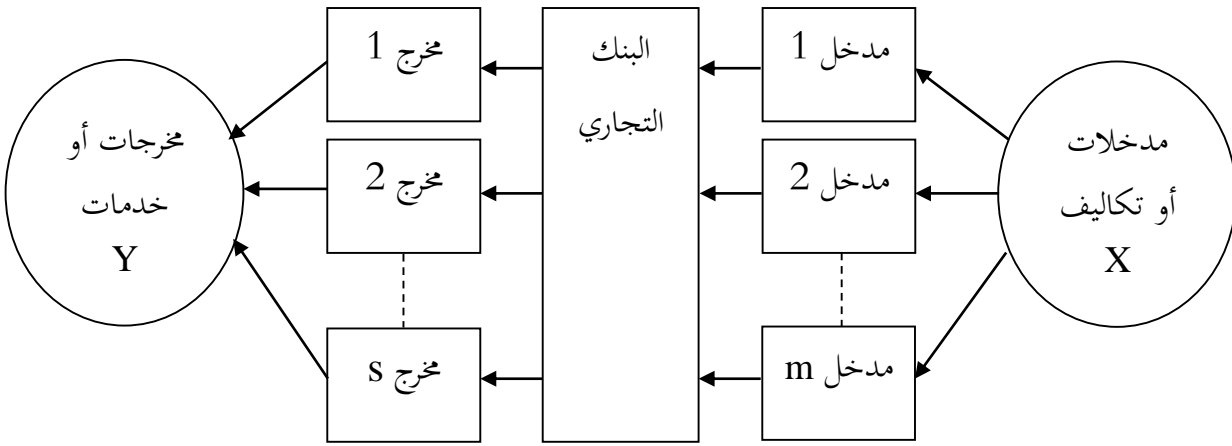 مدخلات
أو تكاليف
X
مدخل 1
مدخل 2
مدخل m
البنك
التجاري
مخرج 1
مخرج 2
مخرج s
مخرجات أو
خدمات
Y